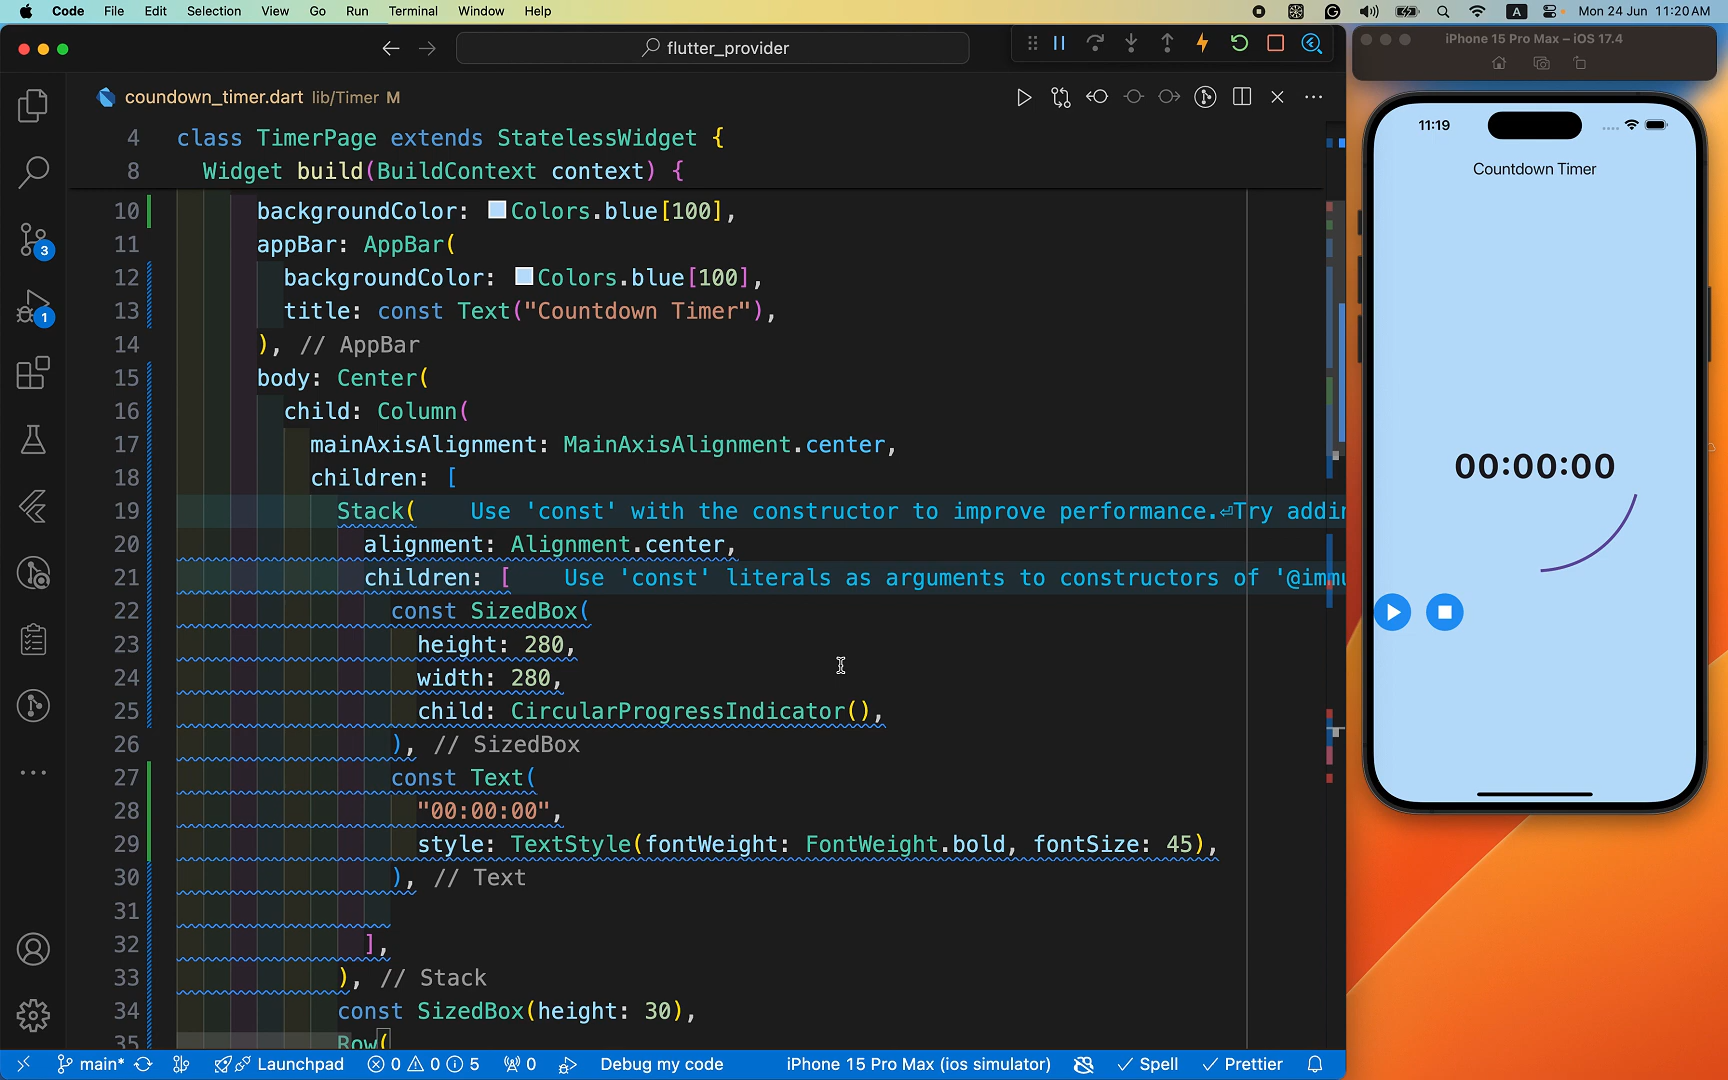 Code File Edit Selection View Go Run Terminal Window Help
A Mon 24 Jun 11:20 AM
flutter_provider
iPhone 15 Pro Max – iOS 17.4
coundown_timer.dart lib/Timer M
4 class TimerPage extends StatelessWidget {
8 Widget build(BuildContext context) {
10 backgroundColor: Colors.blue[100],
11 appBar: AppBar(
12 backgroundColor: Colors.blue[100],
13 title: const Text("Countdown Timer"),
14 ), // AppBar
15 body: Center(
16 child: Column(
17 mainAxisAlignment: MainAxisAlignment.center,
18 children: [
19 Stack( Use 'const' with the constructor to improve performance.⏎Try addin
20 alignment: Alignment.center,
21 children: [ Use 'const' literals as arguments to constructors of '@immu
22 const SizedBox(
23 height: 280,
24 width: 280,
25 child: CircularProgressIndicator(),
26 ), // SizedBox
27 const Text(
28 "00:00:00",
29 style: TextStyle(fontWeight: FontWeight.bold, fontSize: 45),
30 ), // Text
31
32 ],
33 ), // Stack
34 const SizedBox(height: 30),
35 Row(
3
1
main* Launchpad 0 0 5 0 Debug my code iPhone 15 Pro Max (ios simulator) Spell Prettier
11:19
Countdown Timer
00:00:00